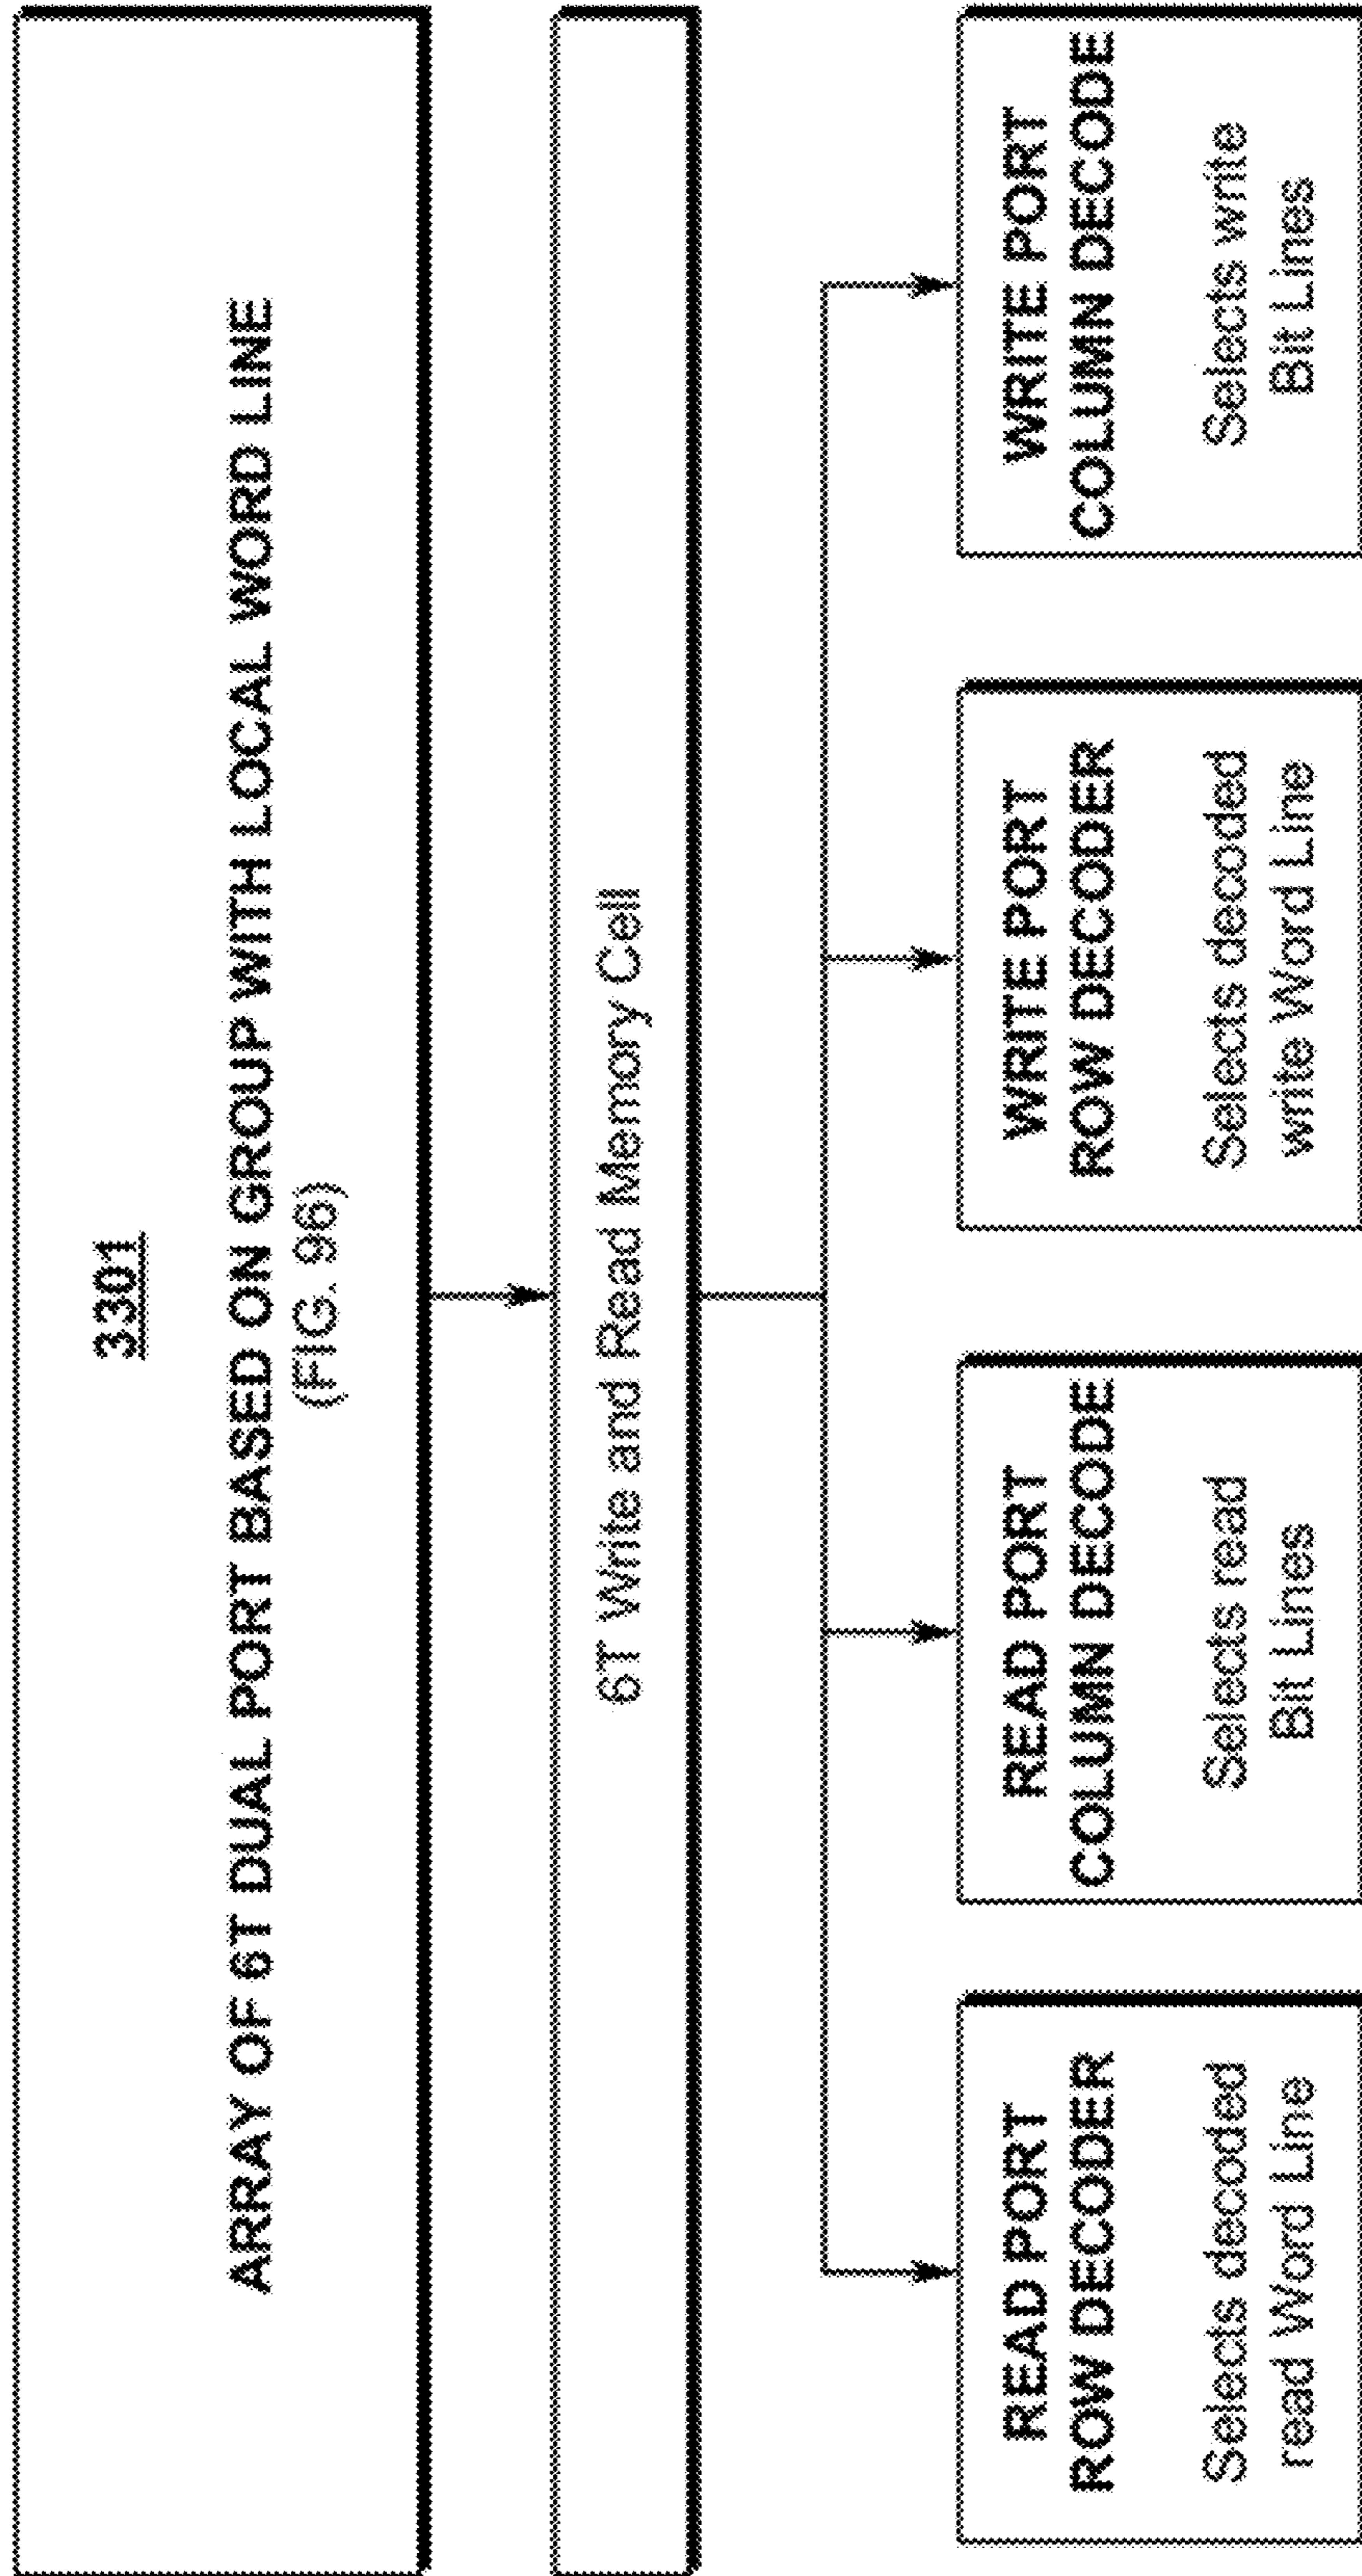 3301
ARRAY OF 6T DUAL PORT BASED ON GROUP WITH LOCAL WORD LINE
(FIG. 96)
6T Write and Read Memory Cell
READ PORT
ROW DECODER
Selects decoded
read Word Line
READ PORT
COLUMN DECODE
Selects read
Bit Lines
WRITE PORT
ROW DECODER
Selects decoded
write Word Line
WRITE PORT
COLUMN DECODE
Selects write
Bit Lines